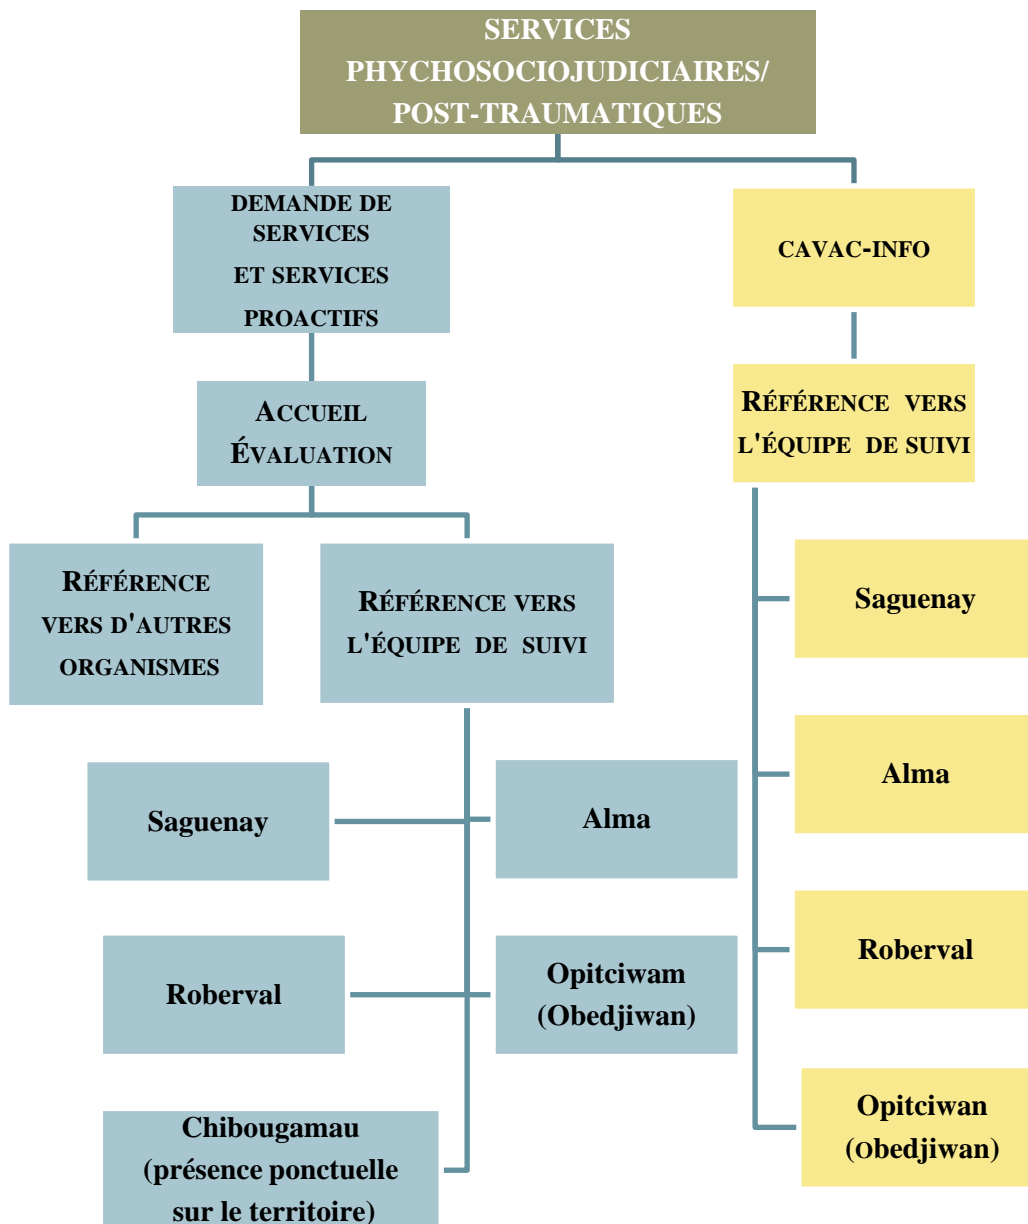 SERVICES
PHYCHOSOCIOJUDICIAIRES/
POST-TRAUMATIQUES
DEMANDE DE
SERVICES
ET SERVICES
PROACTIFS
CAVAC-INFO
ACCUEIL
ÉVALUATION
RÉFÉRENCE VERS
L'ÉQUIPE DE SUIVI
RÉFÉRENCE
VERS D'AUTRES
ORGANISMES
RÉFÉRENCE VERS
L'ÉQUIPE DE SUIVI
Saguenay
Alma
Roberval
Opitciwam
(Obedjiwan)
Chibougamau
(présence ponctuelle
sur le territoire)
Saguenay
Alma
Roberval
Opitciwan
(OBEDJIWAN)